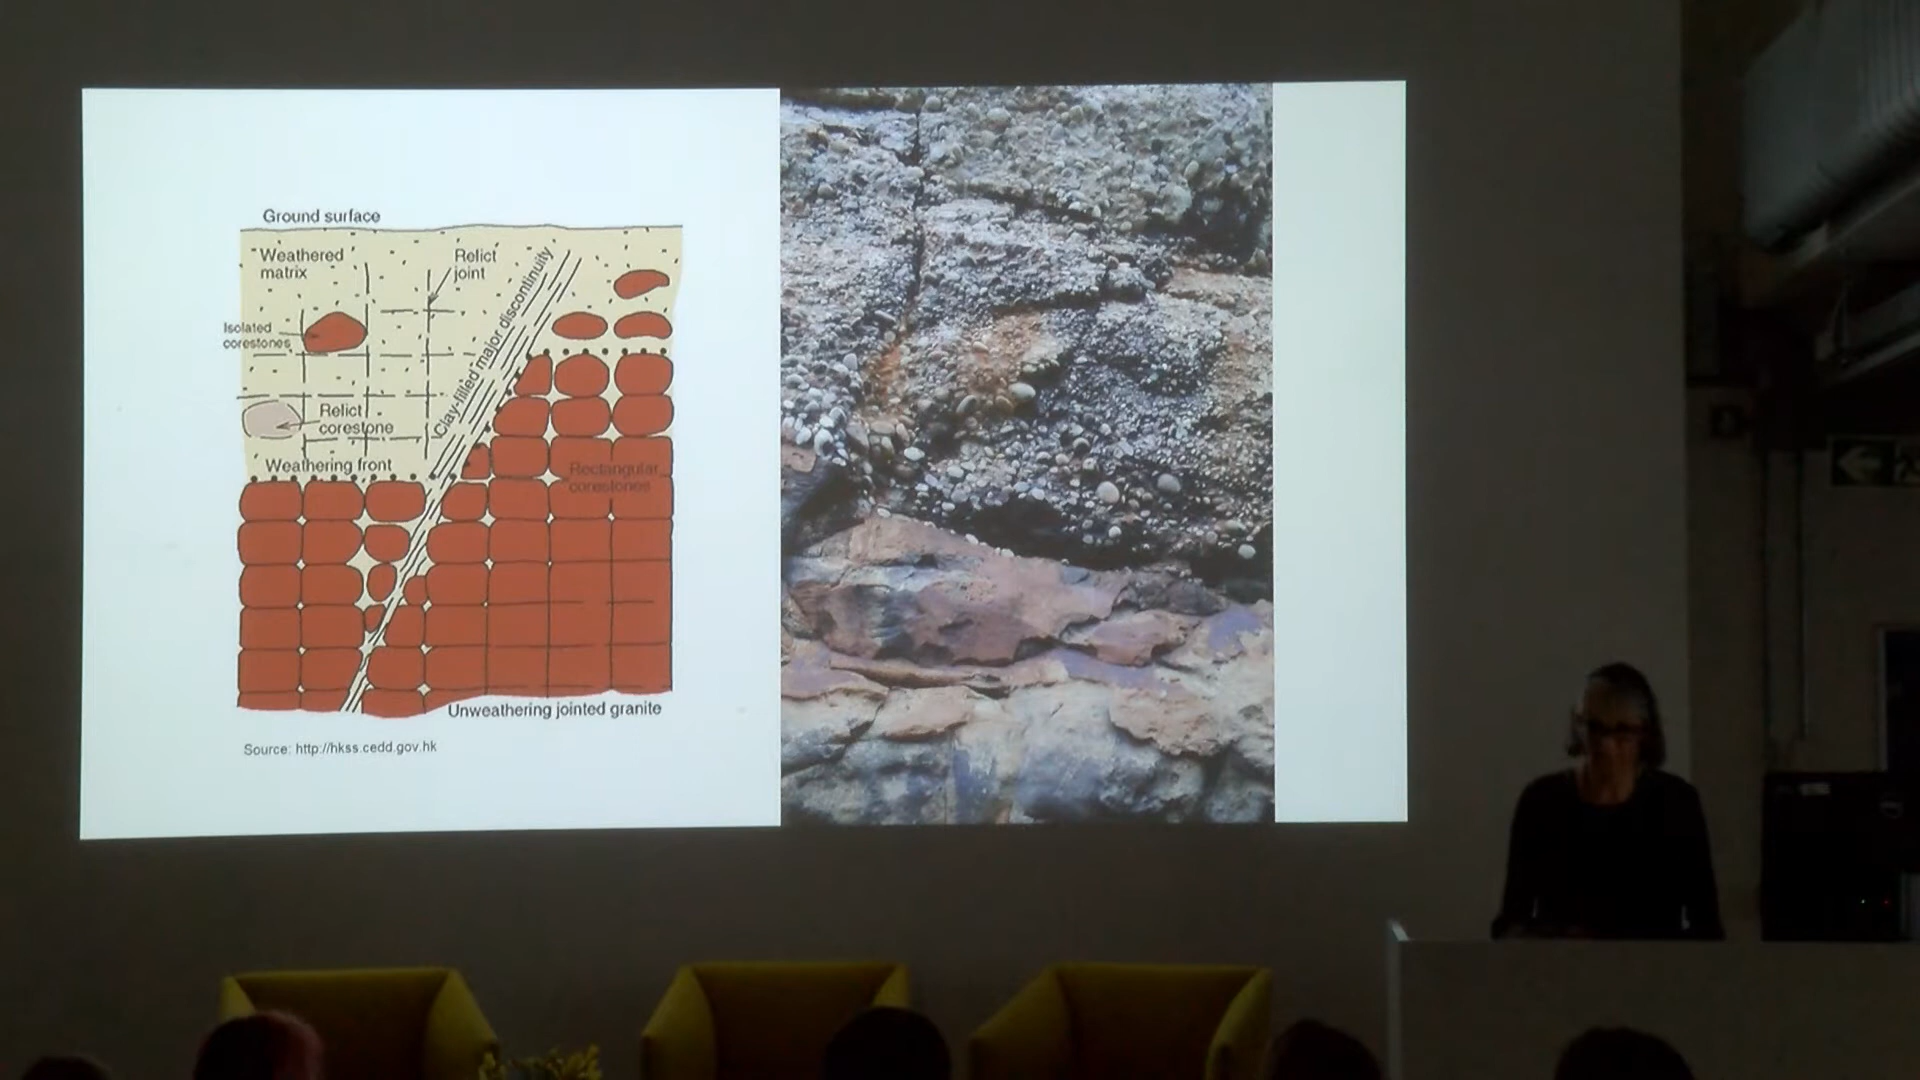 Ground surface
Weathered
matrix
Relict
joint
Clay-filled major discontinuity
Isolated
corestones
Relict
corestone
Weathering front
Rectangular
corestones
Unweathering jointed granite
Source: http://hkss.cedd.gov.hk